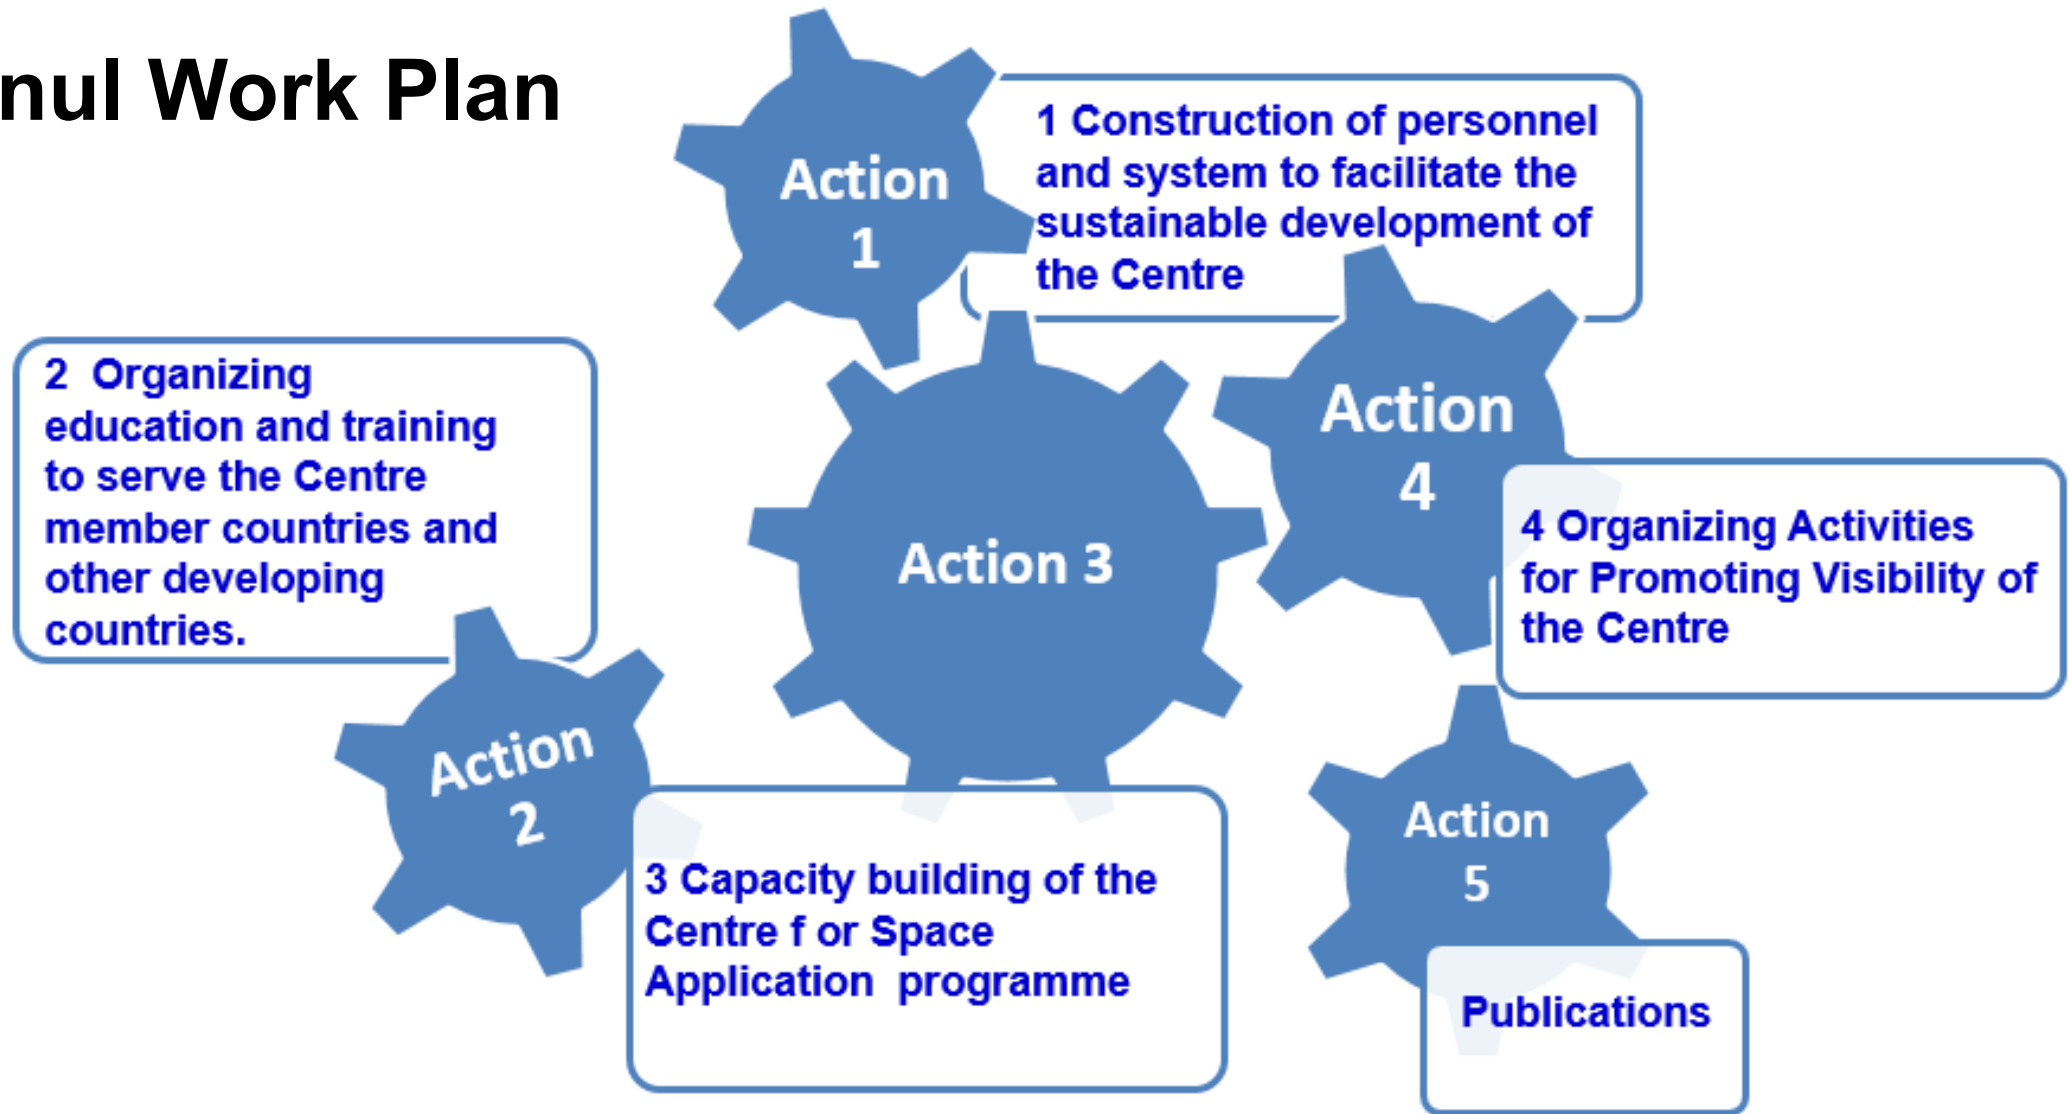 nul Work Plan
Action
1
1 Construction of personnel
and system to facilitate the
sustainable development of
the Centre
2 Organizing
education and training
to serve the Centre
member countries and
other developing
countries.
Action
2
Action 3
3 Capacity building of the
Centre f or Space
Application programme
Action
4
4 Organizing Activities
for Promoting Visibility of
the Centre
Action
5
Publications